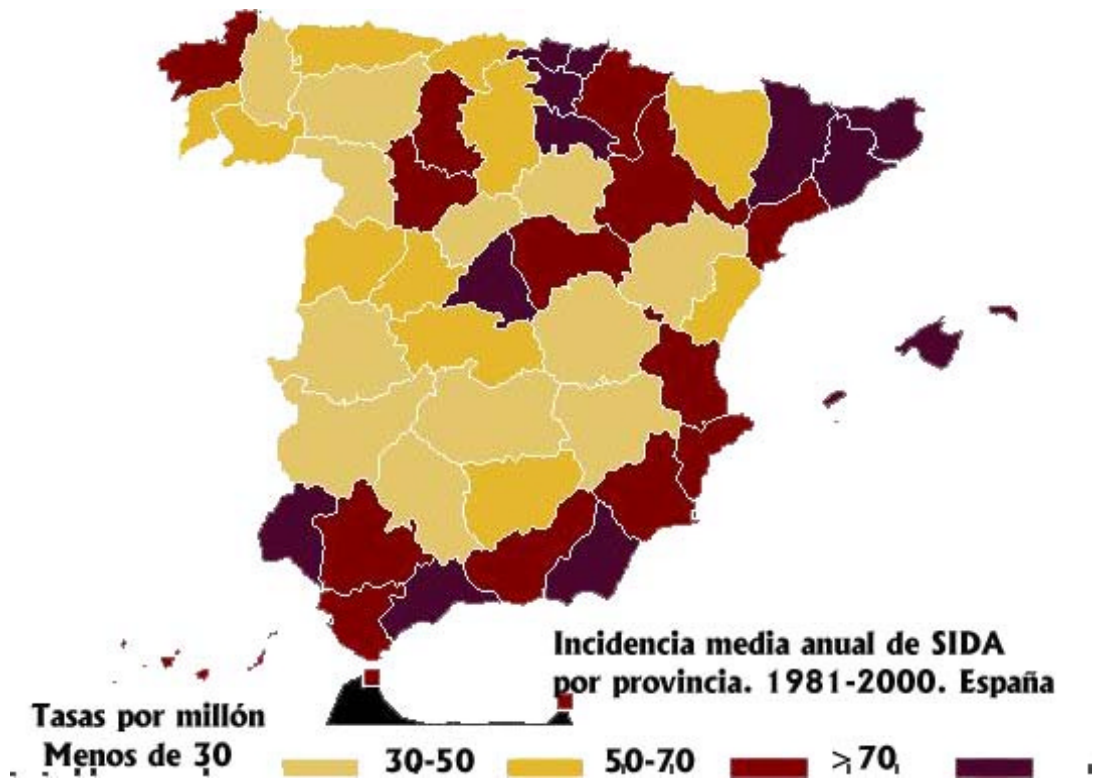 Incidencia media anual de SIDA
por provincia. 1981-2000. España
Tasas por millón
Menos de 30 30-50 50-70 >70